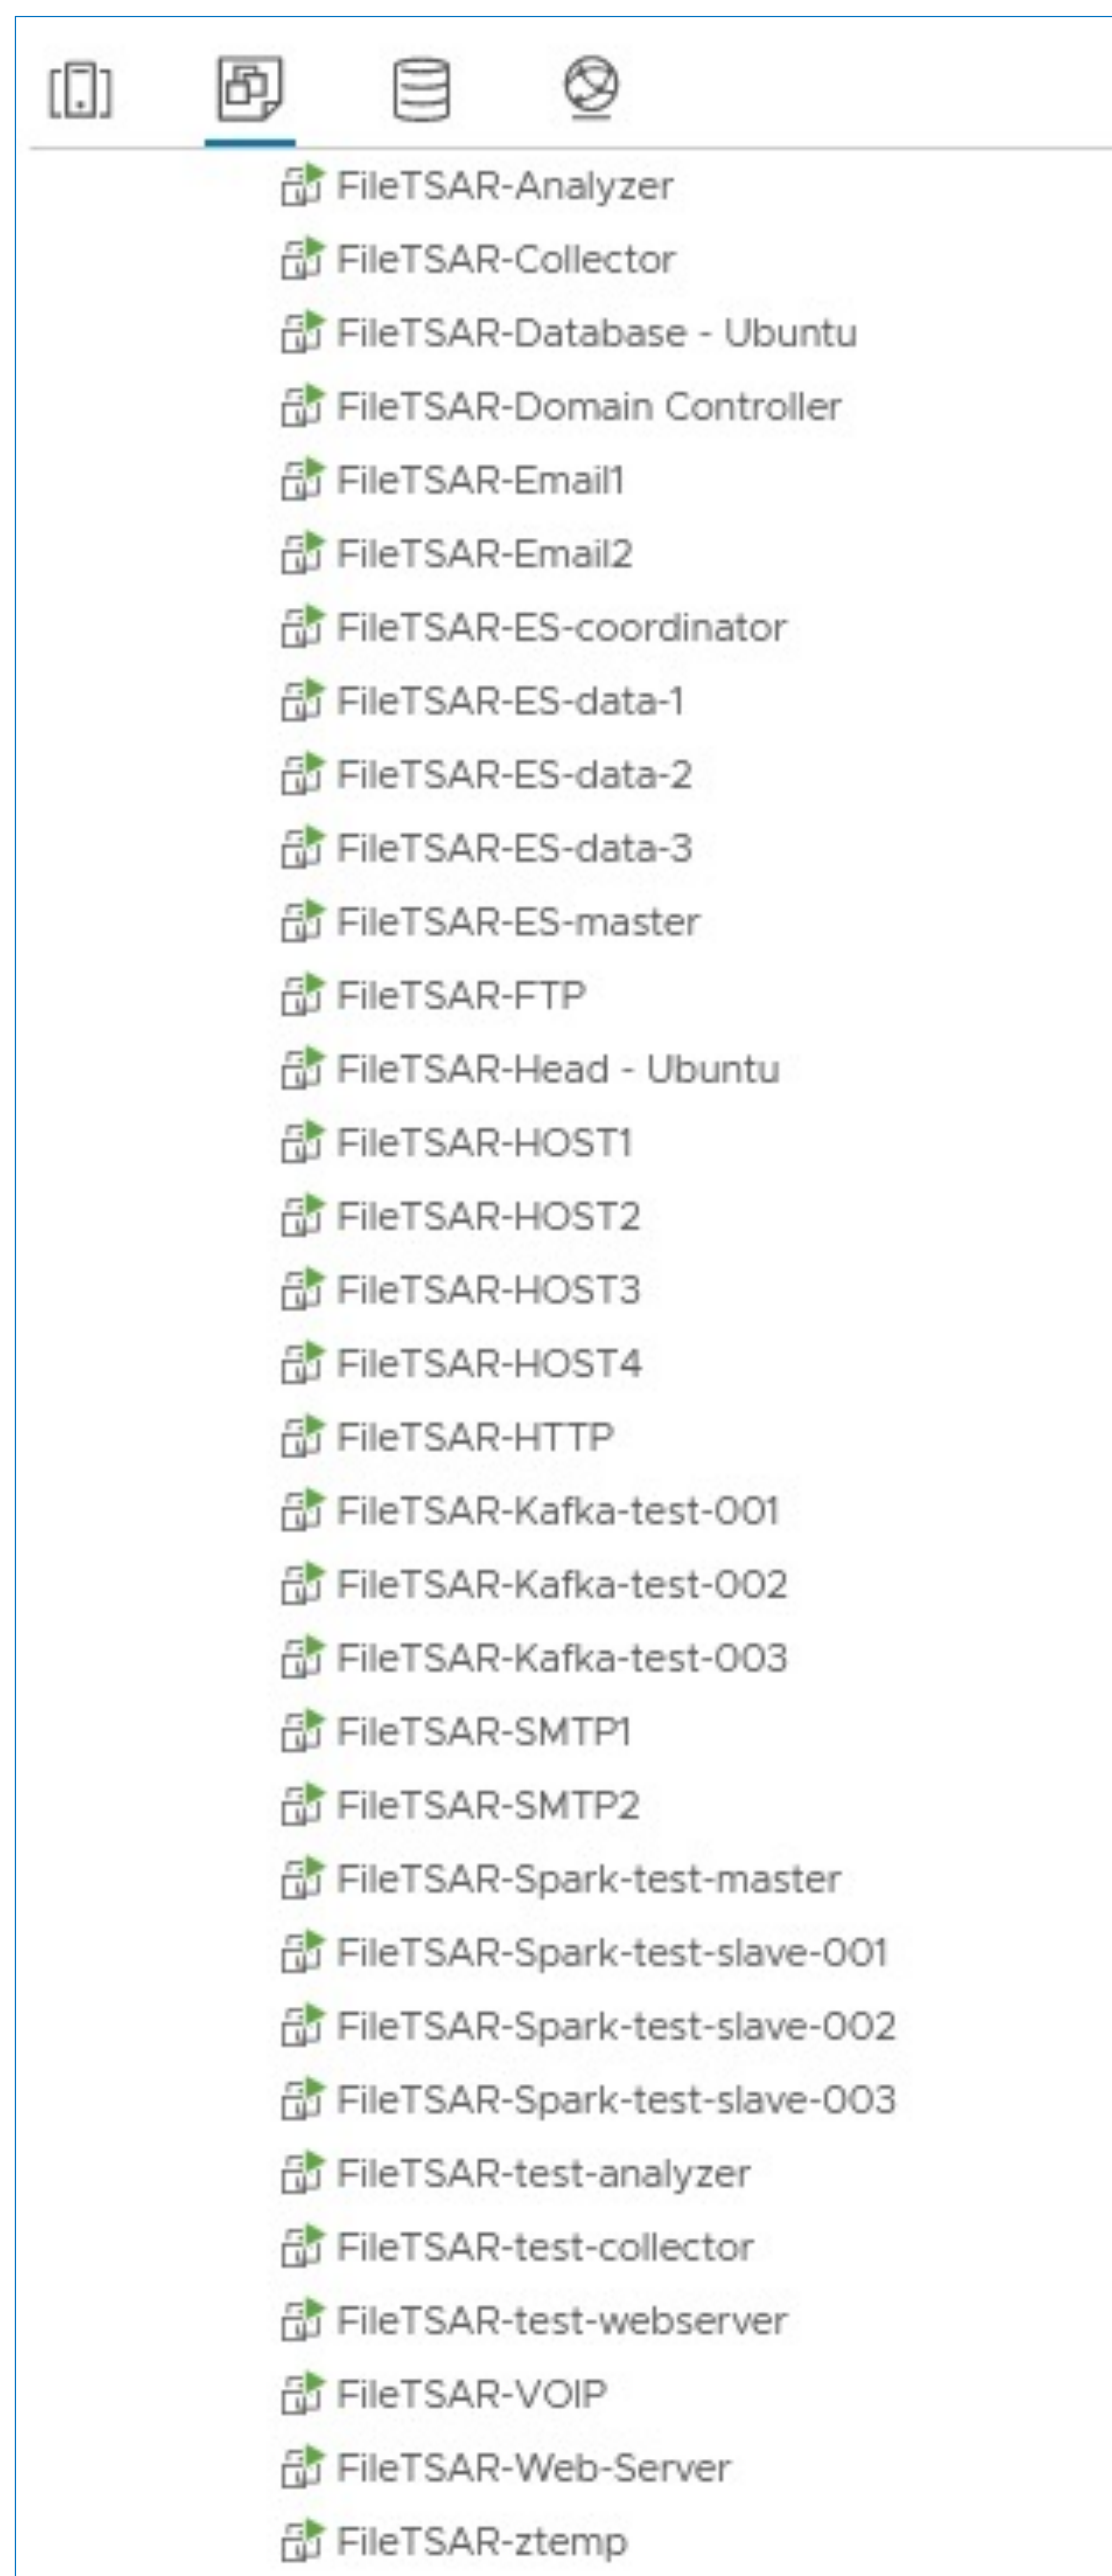 FileTSAR-Analyzer
FileTSAR-Collector
FileTSAR-Database - Ubuntu
FileTSAR-Domain Controller
FileTSAR-Email1
FileTSAR-Email2
FileTSAR-ES-coordinator
FileTSAR-ES-data-1
FileTSAR-ES-data-2
FileTSAR-ES-data-3
FileTSAR-ES-master
FileTSAR-FTP
FileTSAR-Head - Ubuntu
FileTSAR-HOST1
FileTSAR-HOST2
FileTSAR-HOST3
FileTSAR-HOST4
FileTSAR-HTTP
FileTSAR-Kafka-test-001
FileTSAR-Kafka-test-002
FileTSAR-Kafka-test-003
FileTSAR-SMTP1
FileTSAR-SMTP2
FileTSAR-Spark-test-master
FileTSAR-Spark-test-slave-001
FileTSAR-Spark-test-slave-002
FileTSAR-Spark-test-slave-003
FileTSAR-test-analyzer
FileTSAR-test-collector
FileTSAR-test-webserver
FileTSAR-VOIP
FileTSAR-Web-Server
FileTSAR-ztemp